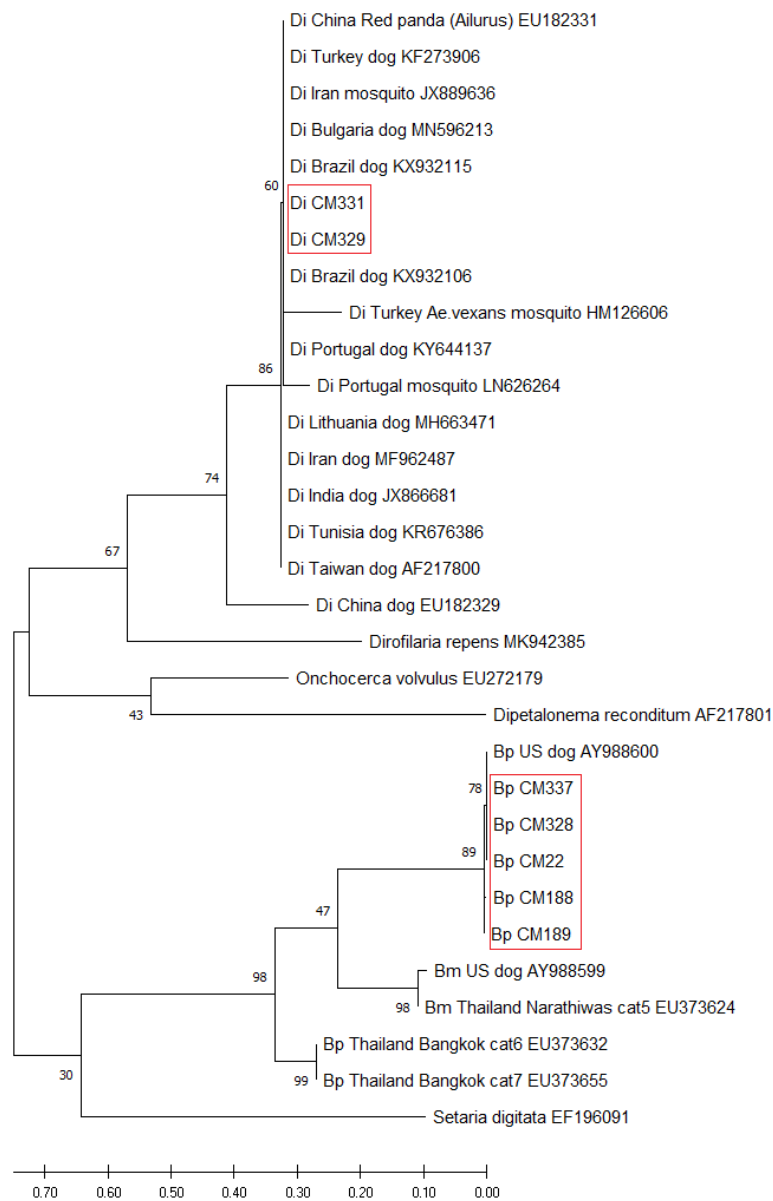 Di China Red panda (Ailurus) EU182331
Di Turkey dog KF273906
Di Iran mosquito JX889636
Di Bulgaria dog MN596213
Di Brazil dog KX932115
60
Di CM331
Di CM329
Di Brazil dog KX932106
Di Turkey Ae.vexans mosquito HM126606
Di Portugal dog KY644137
86
Di Portugal mosquito LN626264
Di Lithuania dog MH663471
Di Iran dog MF962487
74
Di India dog JX866681
Di Tunisia dog KR676386
67
Di Taiwan dog AF217800
Di China dog EU182329
Dirofilaria repens MK942385
Onchocerca volvulus EU272179
43
Dipetalonema reconditum AF217801
Bp US dog AY988600
78
Bp CM337
Bp CM328
89
Bp CM22
Bp CM188
47
Bp CM189
Bm US dog AY988599
98
98
Bm Thailand Narathiwas cat5 EU373624
Bp Thailand Bangkok cat6 EU373632
30
99
Bp Thailand Bangkok cat7 EU373655
Setaria digitata EF196091
0.70 0.60 0.50 0.40 0.30 0.20 0.10 0.00